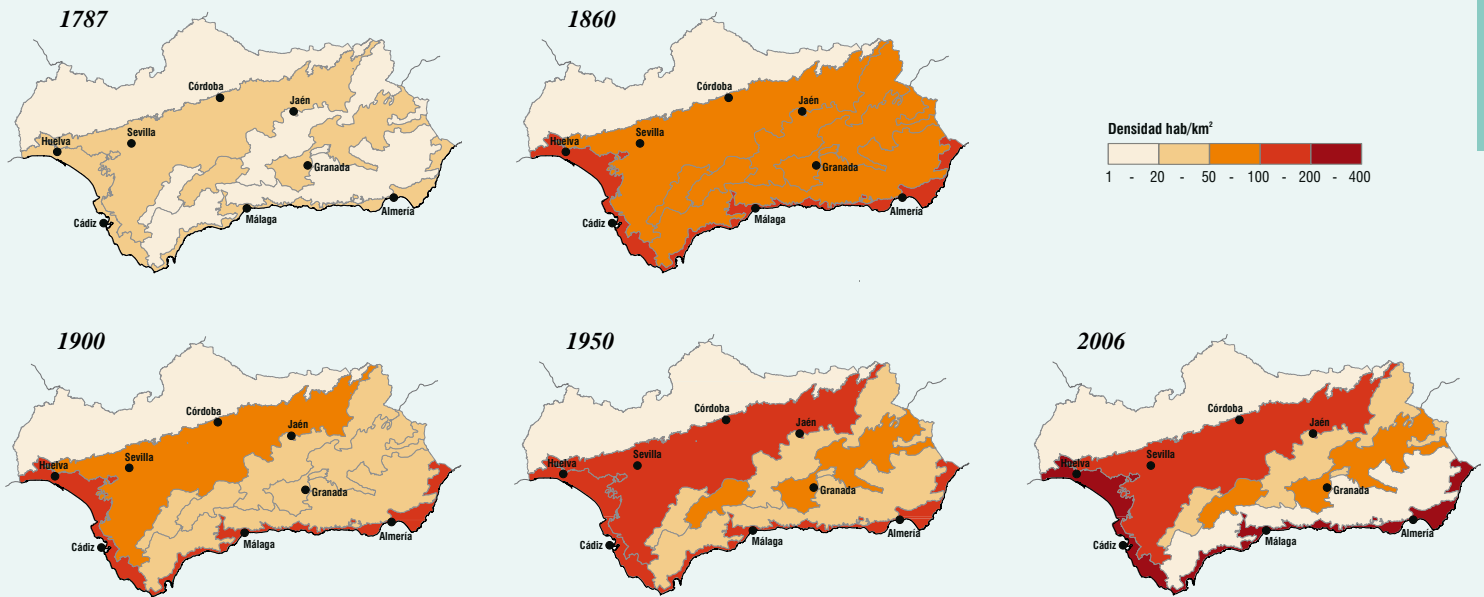 1787
Córdoba
Jaén
Sevilla
Huelva
Granada
Almería
Málaga
Cádiz
1860
Córdoba
Jaén
Sevilla
Huelva
Granada
Almería
Málaga
Cádiz
Densidad hab/km²
1 - 20 - 50 - 100 - 200 - 400
1900
Córdoba
Jaén
Sevilla
Huelva
Granada
Almería
Málaga
Cádiz
1950
Córdoba
Jaén
Sevilla
Huelva
Granada
Almería
Málaga
Cádiz
2006
Córdoba
Jaén
Sevilla
Huelva
Granada
Almería
Málaga
Cádiz